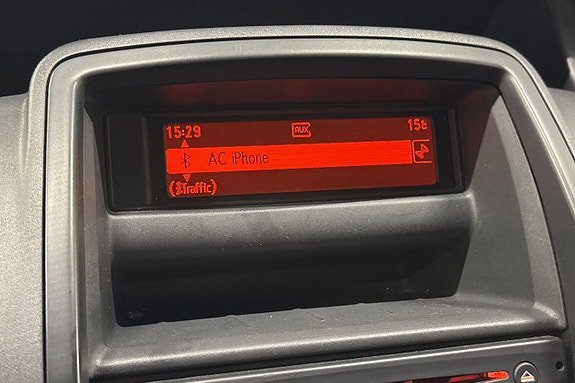 15:29 AUX 15c
AC iPhone
(Traffic)